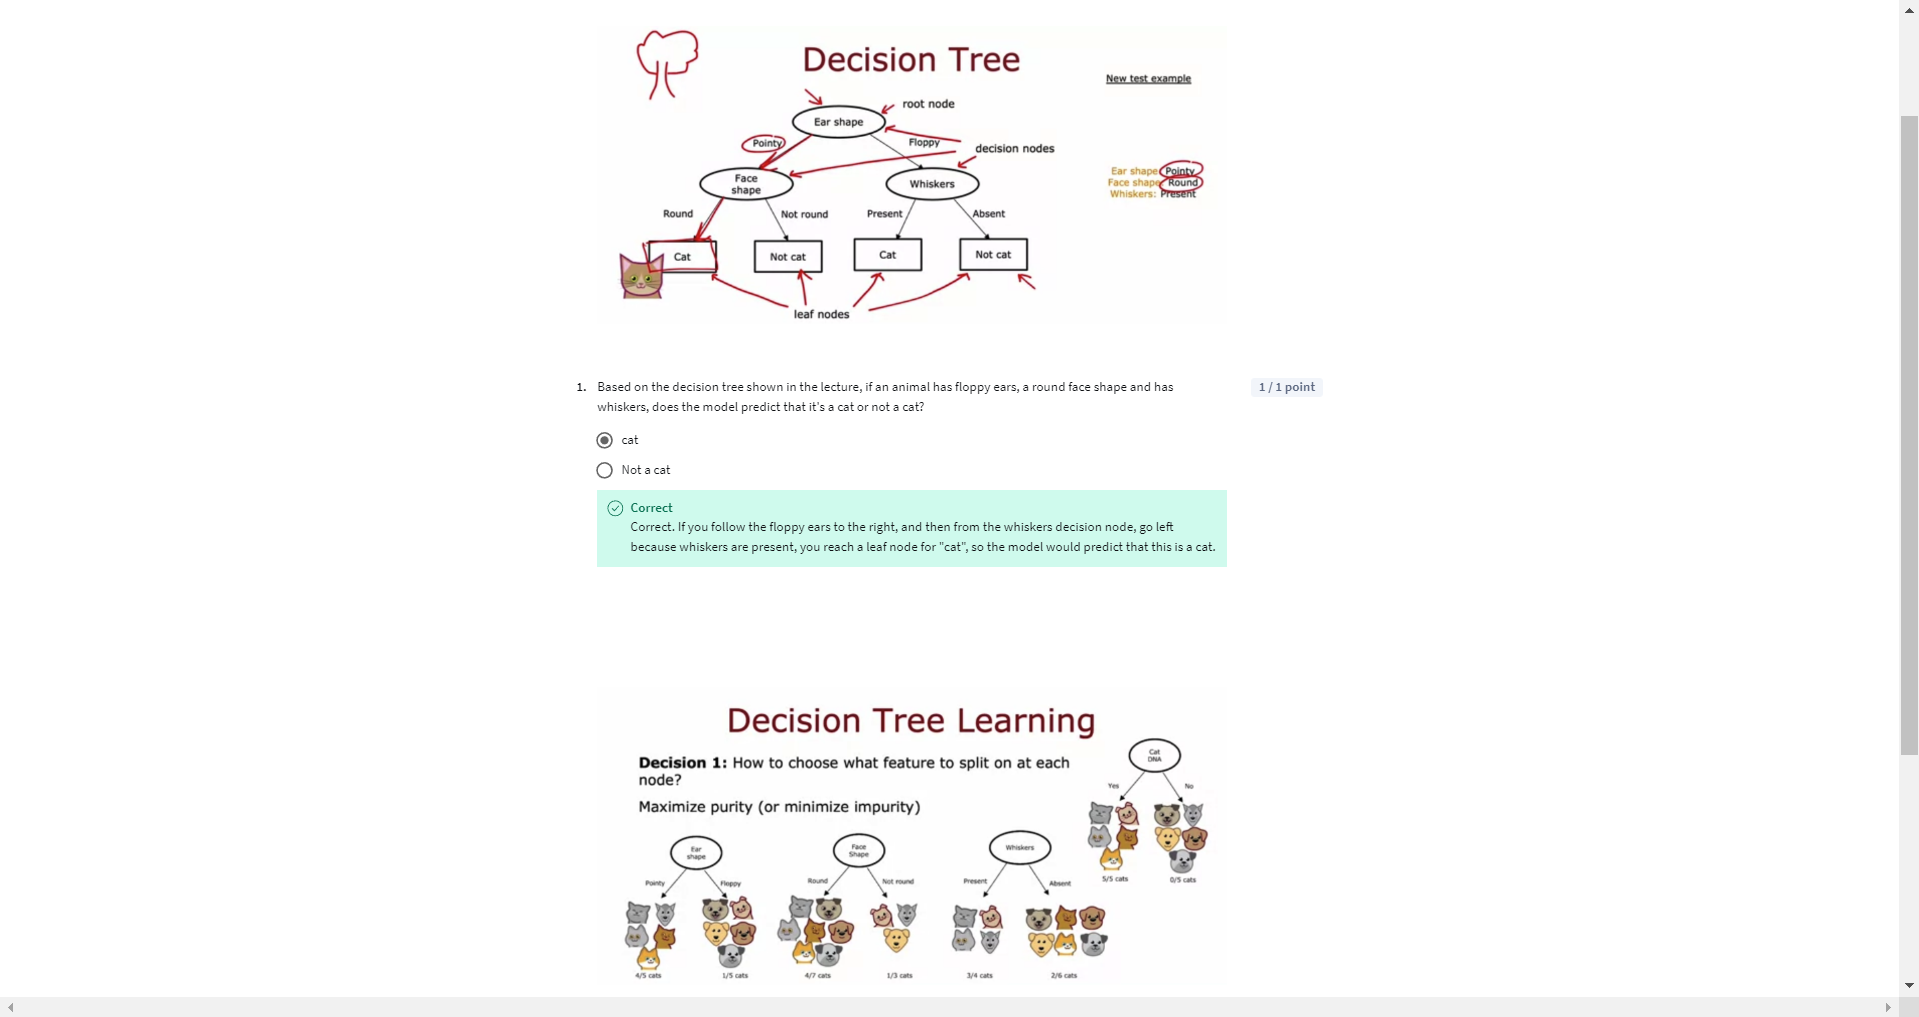 Decision Tree
New test example
root node
Ear shape
Pointy
Floppy
decision nodes
Ear shape: Pointy
Face shape: Round
Whiskers: Present
Face
shape
Whiskers
Round
Not round
Present
Absent
Cat
Not cat
Cat
Not cat
leaf nodes
1. Based on the decision tree shown in the lecture, if an animal has floppy ears, a round face shape and has
whiskers, does the model predict that it's a cat or not a cat?
1 / 1 point
cat
Not a cat
Correct
Correct. If you follow the floppy ears to the right, and then from the whiskers decision node, go left
because whiskers are present, you reach a leaf node for "cat", so the model would predict that this is a cat.
Decision Tree Learning
Decision 1: How to choose what feature to split on at each
node?
Maximize purity (or minimize impurity)
Cat
DNA
Yes
No
5/5 cats
0/5 cats
Ear
shape
Pointy
Floppy
4/5 cats
1/5 cats
Face
Shape
Round
Not round
4/7 cats
1/3 cats
Whiskers
Present
Absent
3/4 cats
2/6 cats